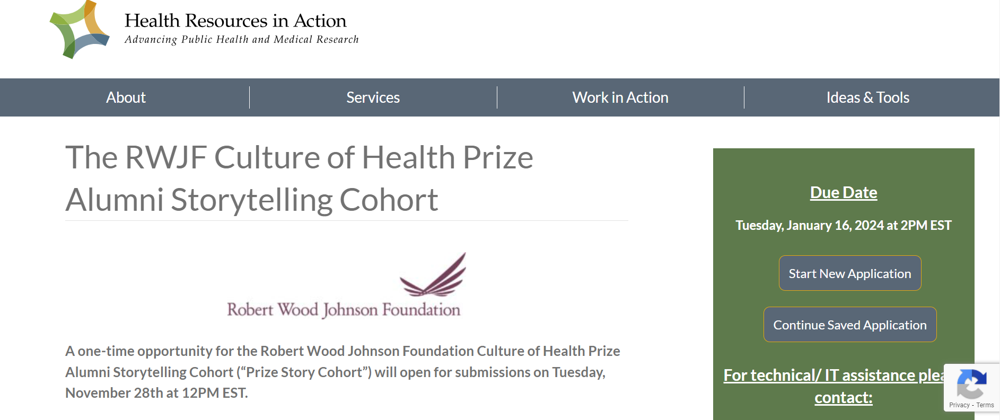 Health Resources in Action
Advancing Public Health and Medical Research
About
Services
Work in Action
Ideas & Tools
The RWJF Culture of Health Prize
Alumni Storytelling Cohort
Robert Wood Johnson Foundation
A one-time opportunity for the Robert Wood Johnson Foundation Culture of Health Prize
Alumni Storytelling Cohort (“Prize Story Cohort”) will open for submissions on Tuesday,
November 28th at 12PM EST.
Due Date
Tuesday, January 16, 2024 at 2PM EST
Start New Application
Continue Saved Application
For technical/ IT assistance
contact:
Privacy - Terms